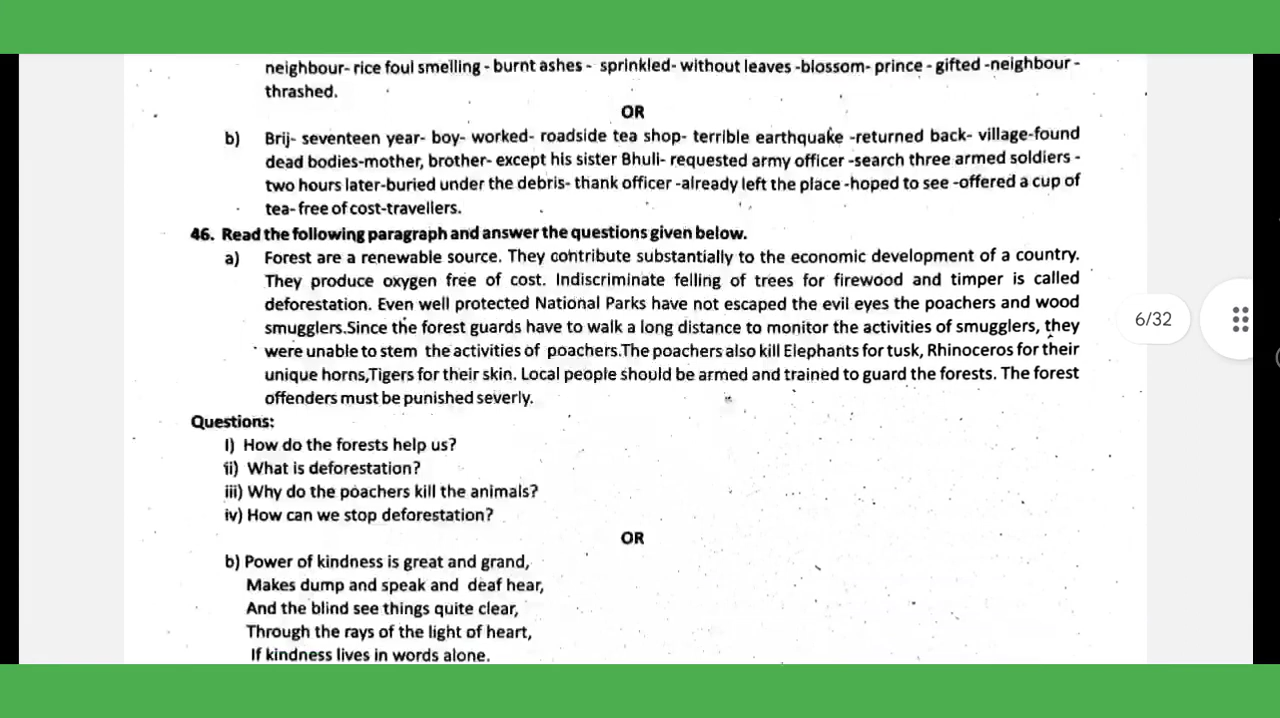 neighbour- rice foul smelling - burnt ashes - sprinkled- without leaves -blossom- prince - gifted -neighbour -
thrashed.
OR
b) Brij- seventeen year- boy- worked- roadside tea shop- terrible earthquake -returned back- village-found
dead bodies-mother, brother- except his sister Bhuli- requested army officer -search three armed soldiers -
two hours later-buried under the debris- thank officer -already left the place -hoped to see -offered a cup of
tea- free of cost-travellers.
46. Read the following paragraph and answer the questions given below.
a) Forest are a renewable source. They contribute substantially to the economic development of a country.
They produce oxygen free of cost. Indiscriminate felling of trees for firewood and timper is called
deforestation. Even well protected National Parks have not escaped the evil eyes the poachers and wood
smugglers.Since the forest guards have to walk a long distance to monitor the activities of smugglers, they
were unable to stem the activities of poachers.The poachers also kill Elephants for tusk, Rhinoceros for their
unique horns,Tigers for their skin. Local people should be armed and trained to guard the forests. The forest
offenders must be punished severly.
Questions:
I) How do the forests help us?
ii) What is deforestation?
iii) Why do the poachers kill the animals?
iv) How can we stop deforestation?
OR
b) Power of kindness is great and grand,
Makes dump and speak and deaf hear,
And the blind see things quite clear,
Through the rays of the light of heart,
If kindness lives in words alone.
6/32